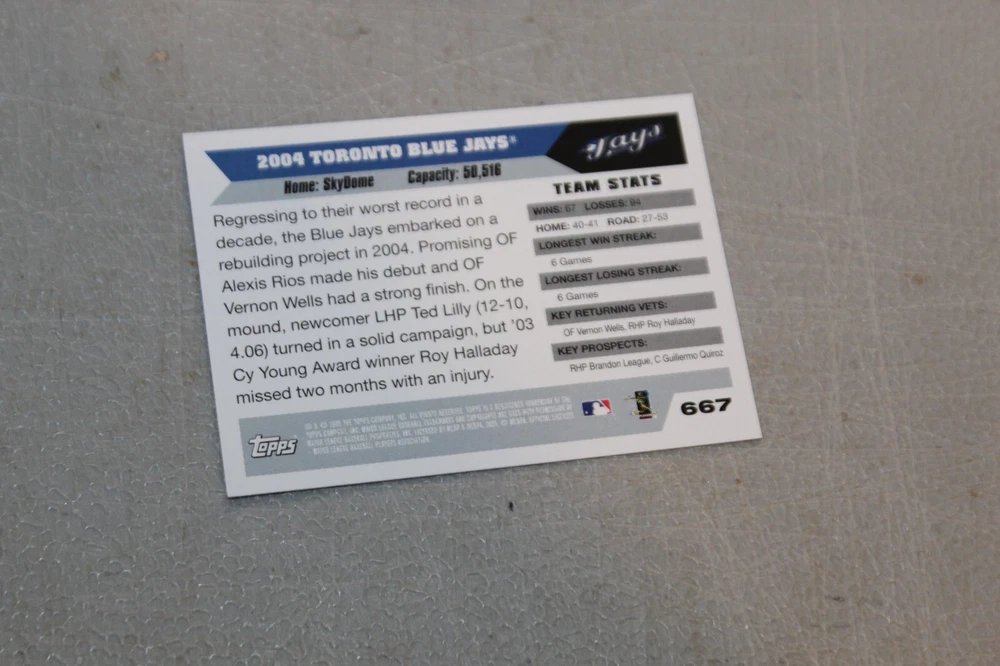 2004 TORONTO BLUE JAYS®
Jays
Home: SkyDome Capacity: 50,516
Regressing to their worst record in a
decade, the Blue Jays embarked on a
rebuilding project in 2004. Promising OF
Alexis Rios made his debut and OF
Vernon Wells had a strong finish. On the
mound, newcomer LHP Ted Lilly (12-10,
4.06) turned in a solid campaign, but '03
Cy Young Award winner Roy Halladay
missed two months with an injury.
TEAM STATS
WINS: 67 LOSSES: 94
HOME: 40-41 ROAD: 27-53
LONGEST WIN STREAK:
6 Games
LONGEST LOSING STREAK:
6 Games
KEY RETURNING VETS:
OF Vernon Wells, RHP Roy Halladay
KEY PROSPECTS:
RHP Brandon League, C Guillermo Quiroz
topps
667